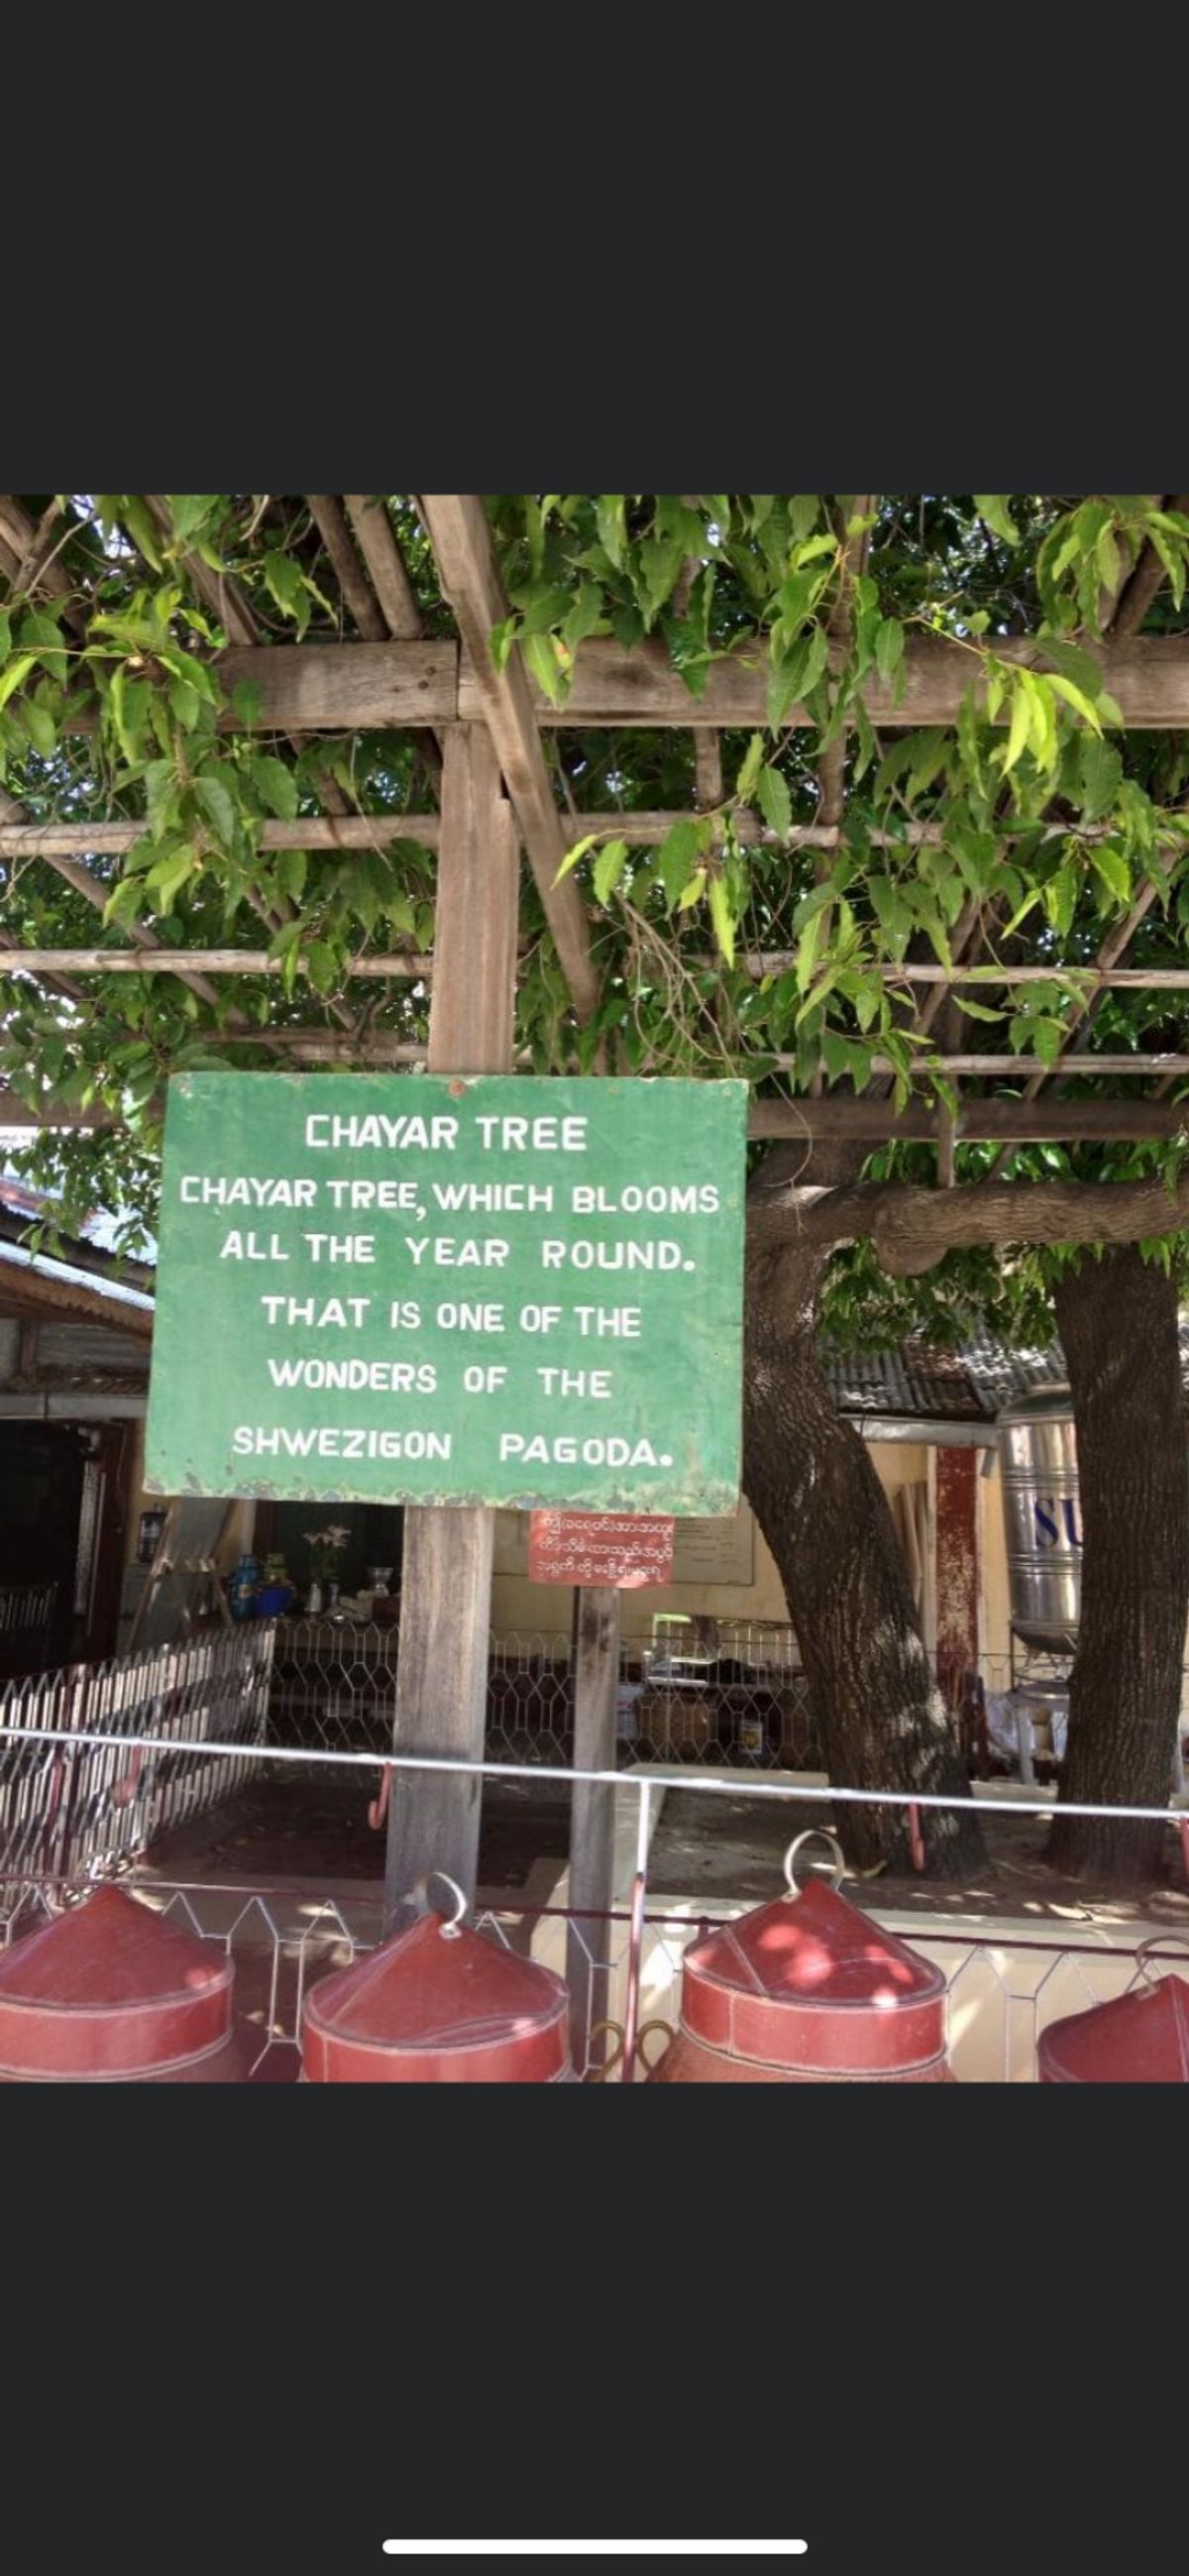 CHAYAR TREE
CHAYAR TREE, WHICH BLOOMS
ALL THE YEAR ROUND.
THAT IS ONE OF THE
WONDERS OF THE
SHWEZIGON PAGODA.
SU